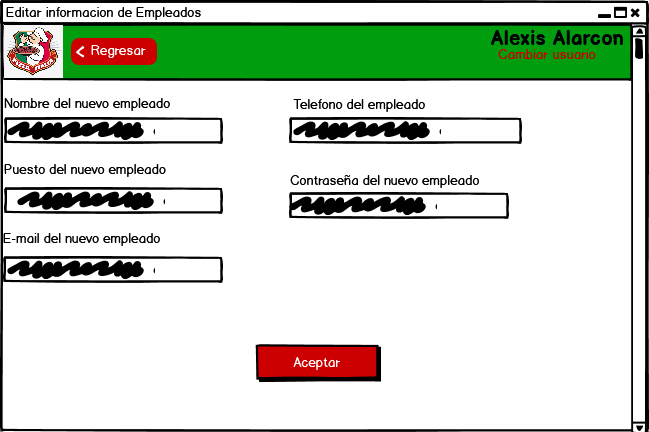 Editar informacion de Empleados
Regresar
Alexis Alarcon
Cambiar usuario
Nombre del nuevo empleado
Telefono del empleado
Puesto del nuevo empleado
Contraseña del nuevo empleado
E-mail del nuevo empleado
Aceptar